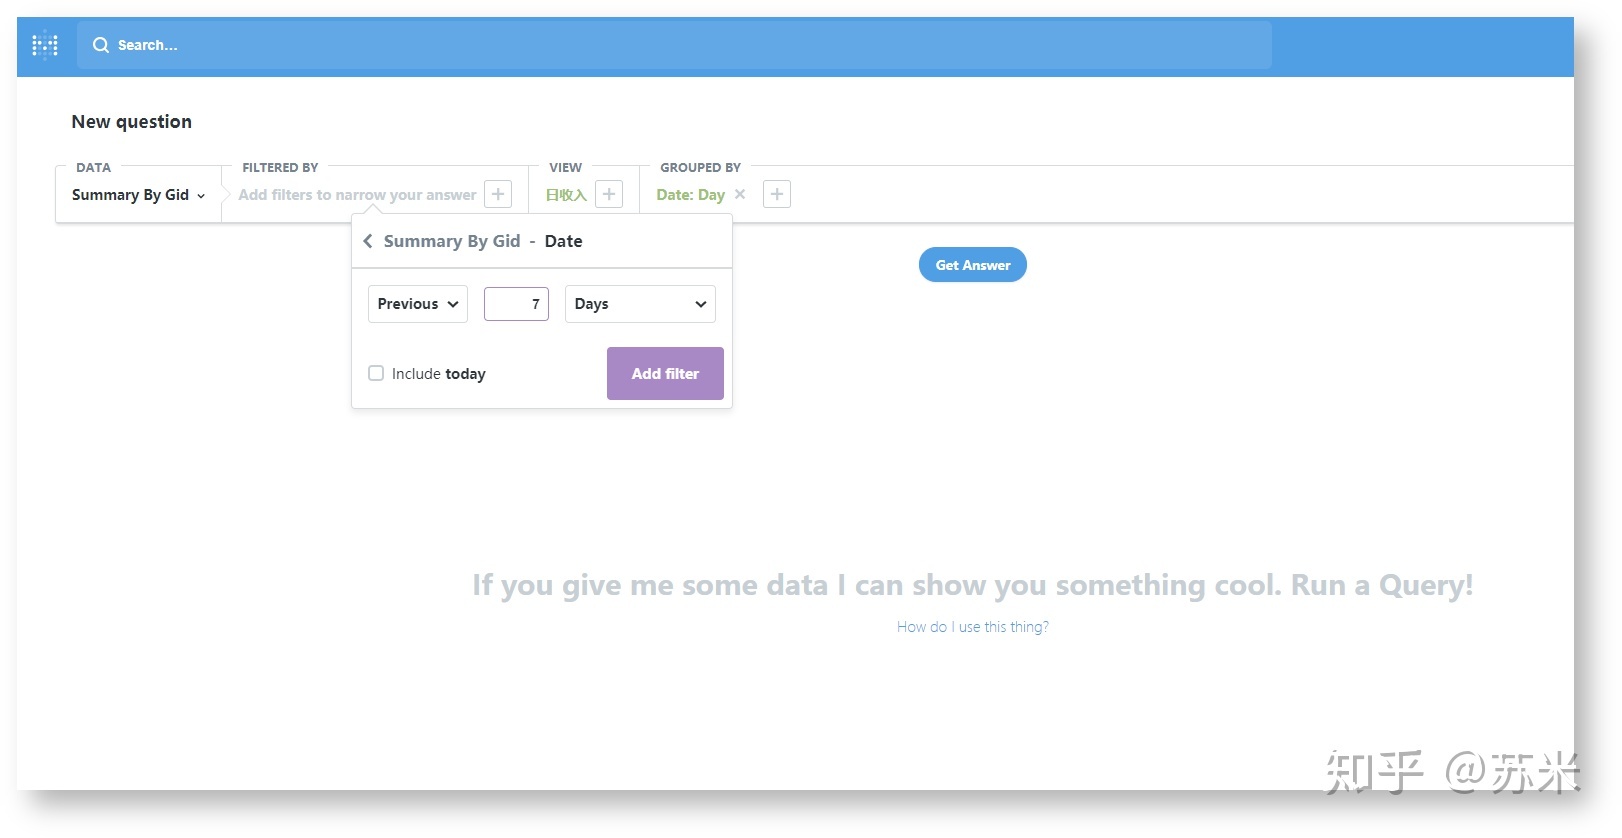 Search...
New question
DATA FILTERED BY VIEW GROUPED BY
Summary By Gid Add filters to narrow your answer 日收入 Date: Day
Summary By Gid - Date
Get Answer
Previous 7 Days
Include today Add filter
If you give me some data I can show you something cool. Run a Query!
How do I use this thing?
知乎 @苏米